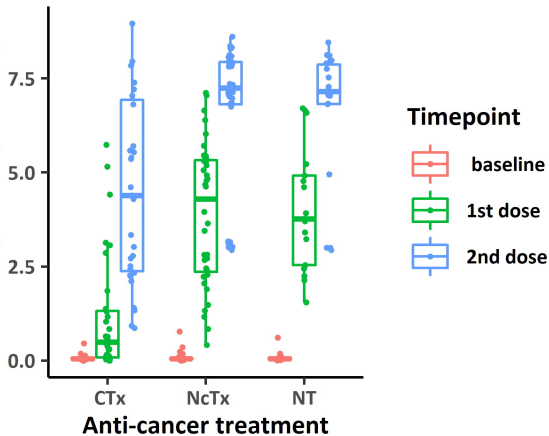 7.5
5.0
2.5
0.0
CTx NcTx NT
Anti-cancer treatment
Timepoint
baseline
1st dose
2nd dose